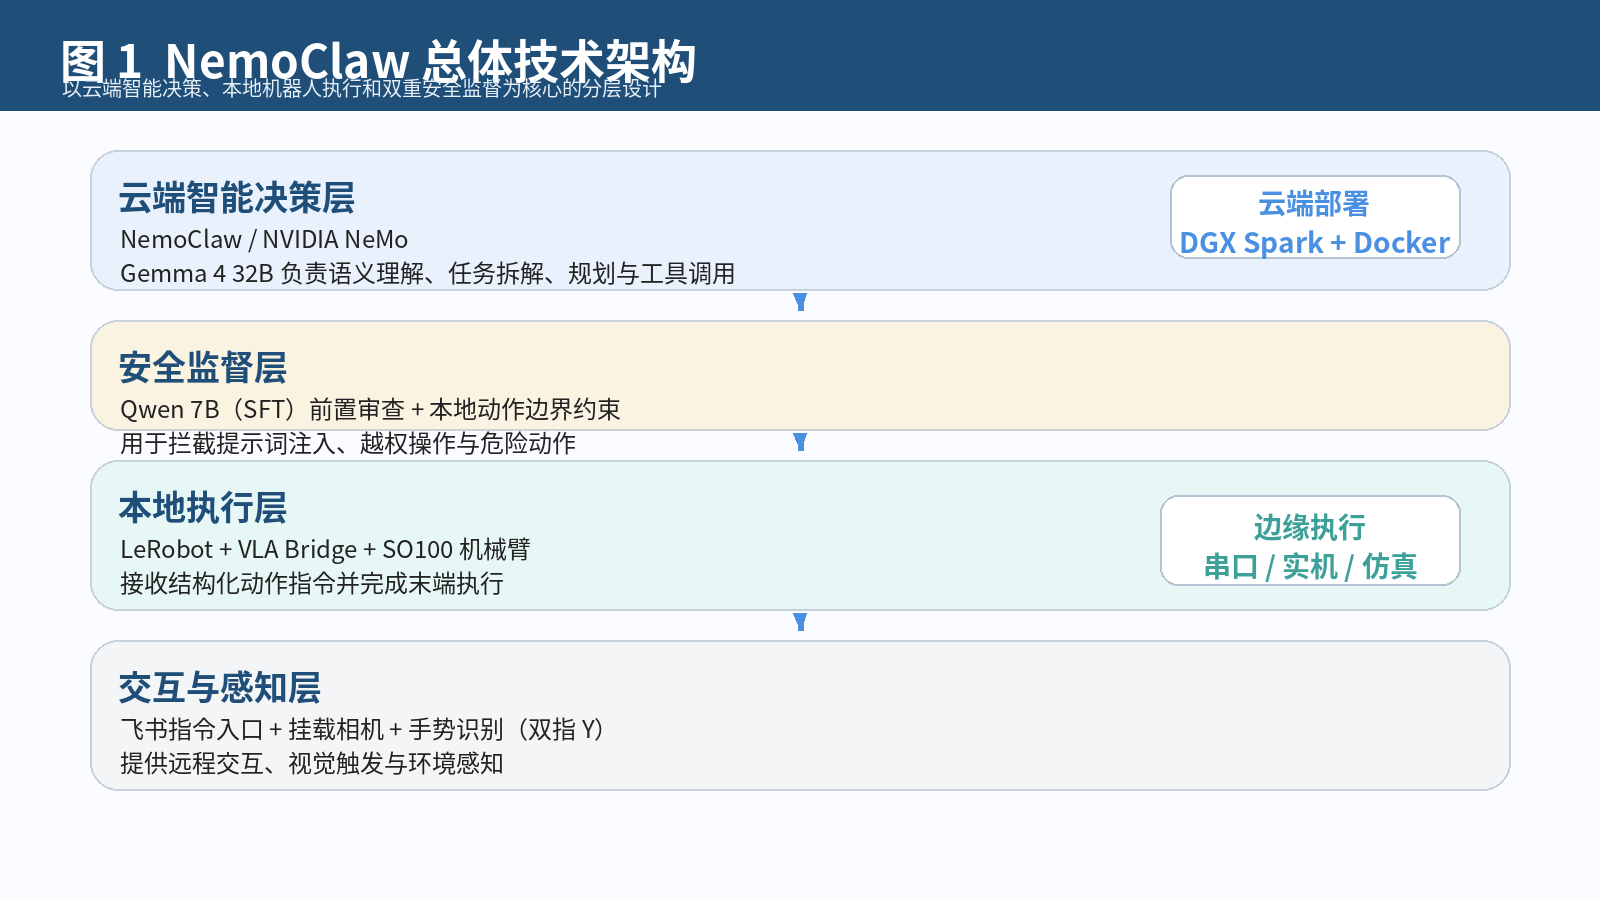 图 1 NemoClaw 总体技术架构
以云端智能决策、本地机器人执行和双重安全监督为核心的分层设计
云端智能决策层
NemoClaw / NVIDIA NeMo
Gemma 4 32B 负责语义理解、任务拆解、规划与工具调用
云端部署
DGX Spark + Docker
安全监督层
Qwen 7B（SFT）前置审查 + 本地动作边界约束
用于拦截提示词注入、越权操作与危险动作
本地执行层
LeRobot + VLA Bridge + SO100 机械臂
接收结构化动作指令并完成末端执行
边缘执行
串口 / 实机 / 仿真
交互与感知层
飞书指令入口 + 挂载相机 + 手势识别（双指 Y）
提供远程交互、视觉触发与环境感知